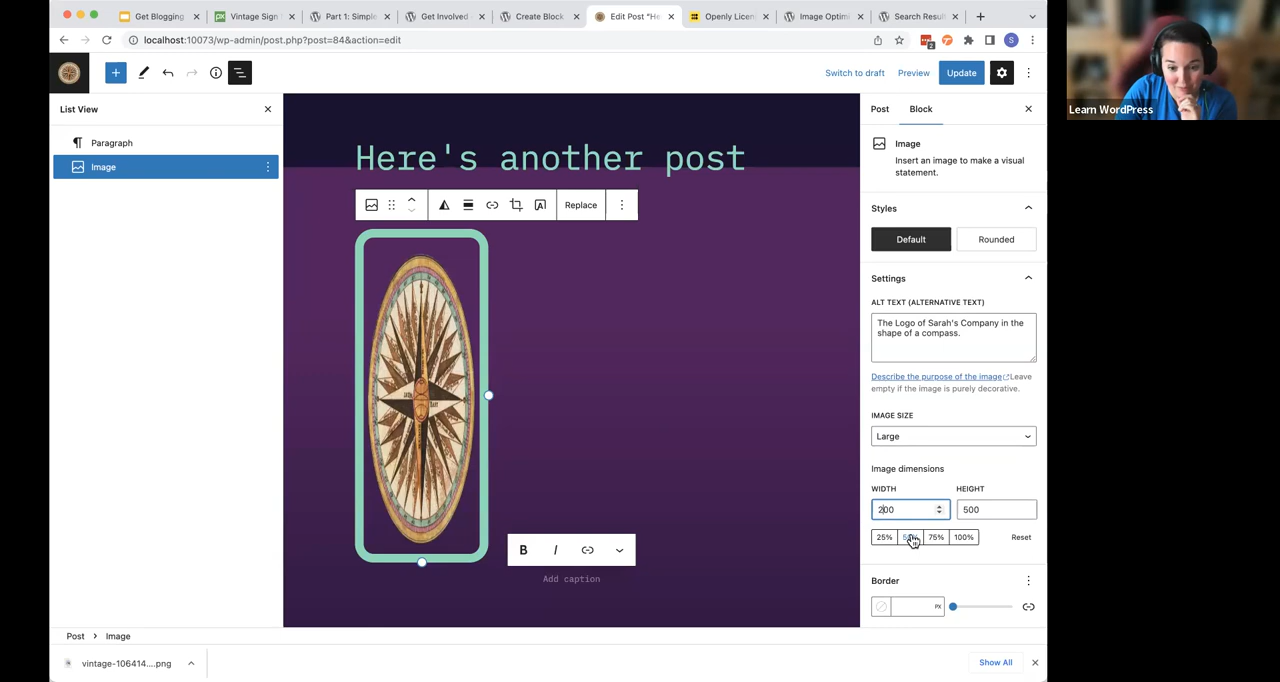 Get Blogging
Vintage Sign
Part 1: Simple
Get Involved
Create Block
Edit Post "He
Openly Licen
Image Optimi
Search Result
localhost:10073/wp-admin/post.php?post=84&action=edit
2
S
Switch to draft
Preview
Update
List View
Paragraph
Image
Here's another post
Replace
B I
Add caption
Post
Block
Image
Insert an image to make a visual
statement.
Styles
Default
Rounded
Settings
ALT TEXT (ALTERNATIVE TEXT)
The Logo of Sarah's Company in the
shape of a compass.
Describe the purpose of the image Leave
empty if the image is purely decorative.
IMAGE SIZE
Large
Image dimensions
WIDTH
HEIGHT
200
500
25%
75%
100%
Reset
Border
PX
Post > Image
vintage-106414....png
Show All
Learn WordPress